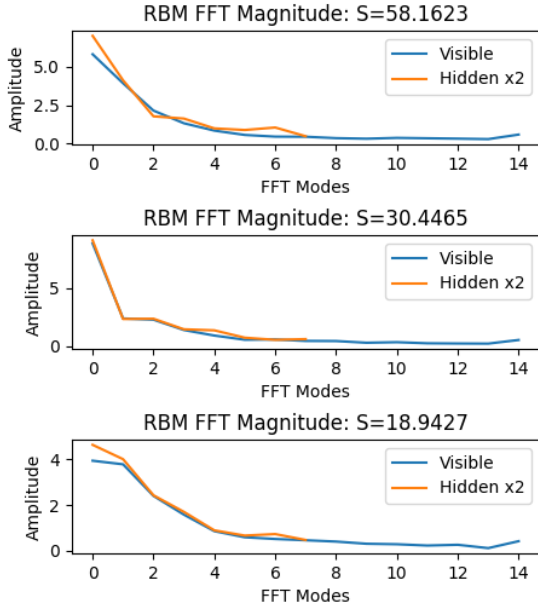 RBM FFT Magnitude: S=58.1623
Amplitude
5.0
2.5
0.0
Visible
Hidden x2
0 2 4 6 8 10 12 14
FFT Modes
RBM FFT Magnitude: S=30.4465
Amplitude
5
0
Visible
Hidden x2
0 2 4 6 8 10 12 14
FFT Modes
RBM FFT Magnitude: S=18.9427
Amplitude
4
2
0
Visible
Hidden x2
0 2 4 6 8 10 12 14
FFT Modes